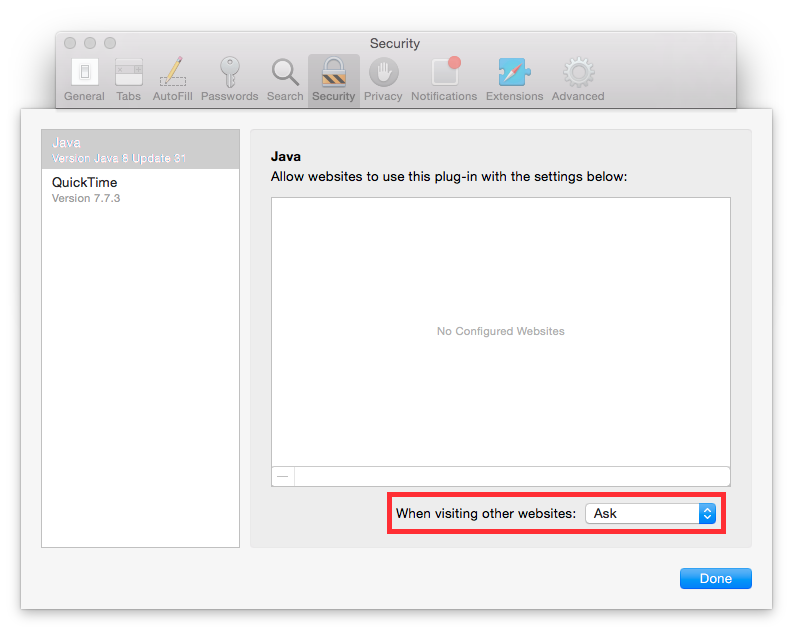 Security
General Tabs AutoFill Passwords Search Security Privacy Notifications Extensions Advanced
Java
Version Java 8 Update 31
QuickTime
Version 7.7.3
Java
Allow websites to use this plug-in with the settings below:
No Configured Websites
When visiting other websites: Ask
Done